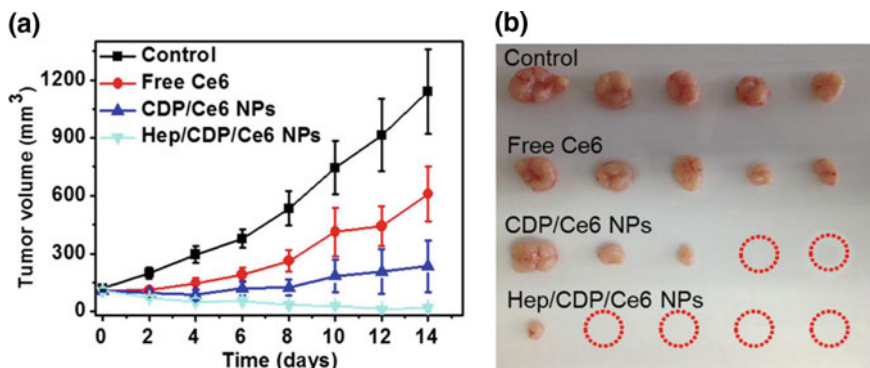 (a)
Control
Free Ce6
CDP/Ce6 NPs
Hep/CDP/Ce6 NPs
Tumor volume (mm³)
1200
900
600
300
0
0 2 4 6 8 10 12 14
Time (days)
(b)
Control
Free Ce6
CDP/Ce6 NPs
Hep/CDP/Ce6 NPs